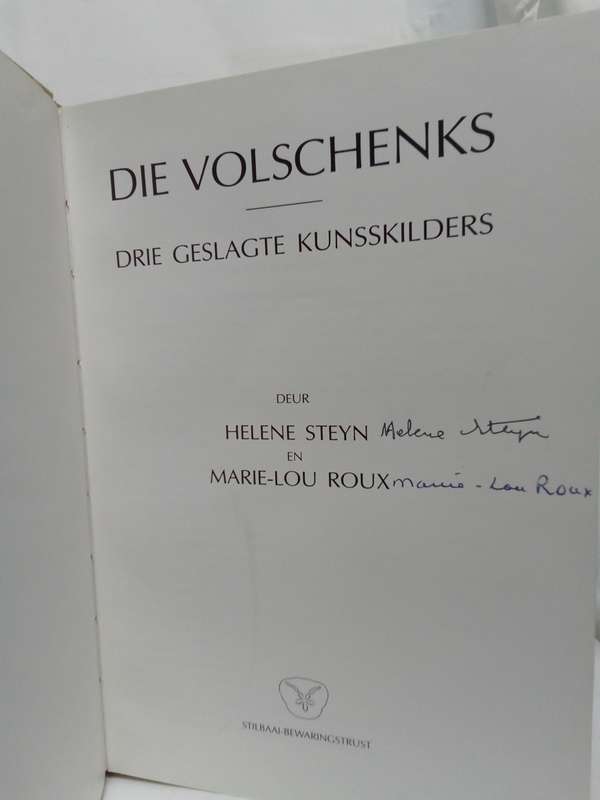 DIE VOLSCHENKS
DRIE GESLAGTE KUNSSKILDERS
DEUR
HELENE STEYN Helene Steyn
EN
MARIE-LOU ROUX Marie-Lou Roux
STILBAAI-BEWARINGSTRUST